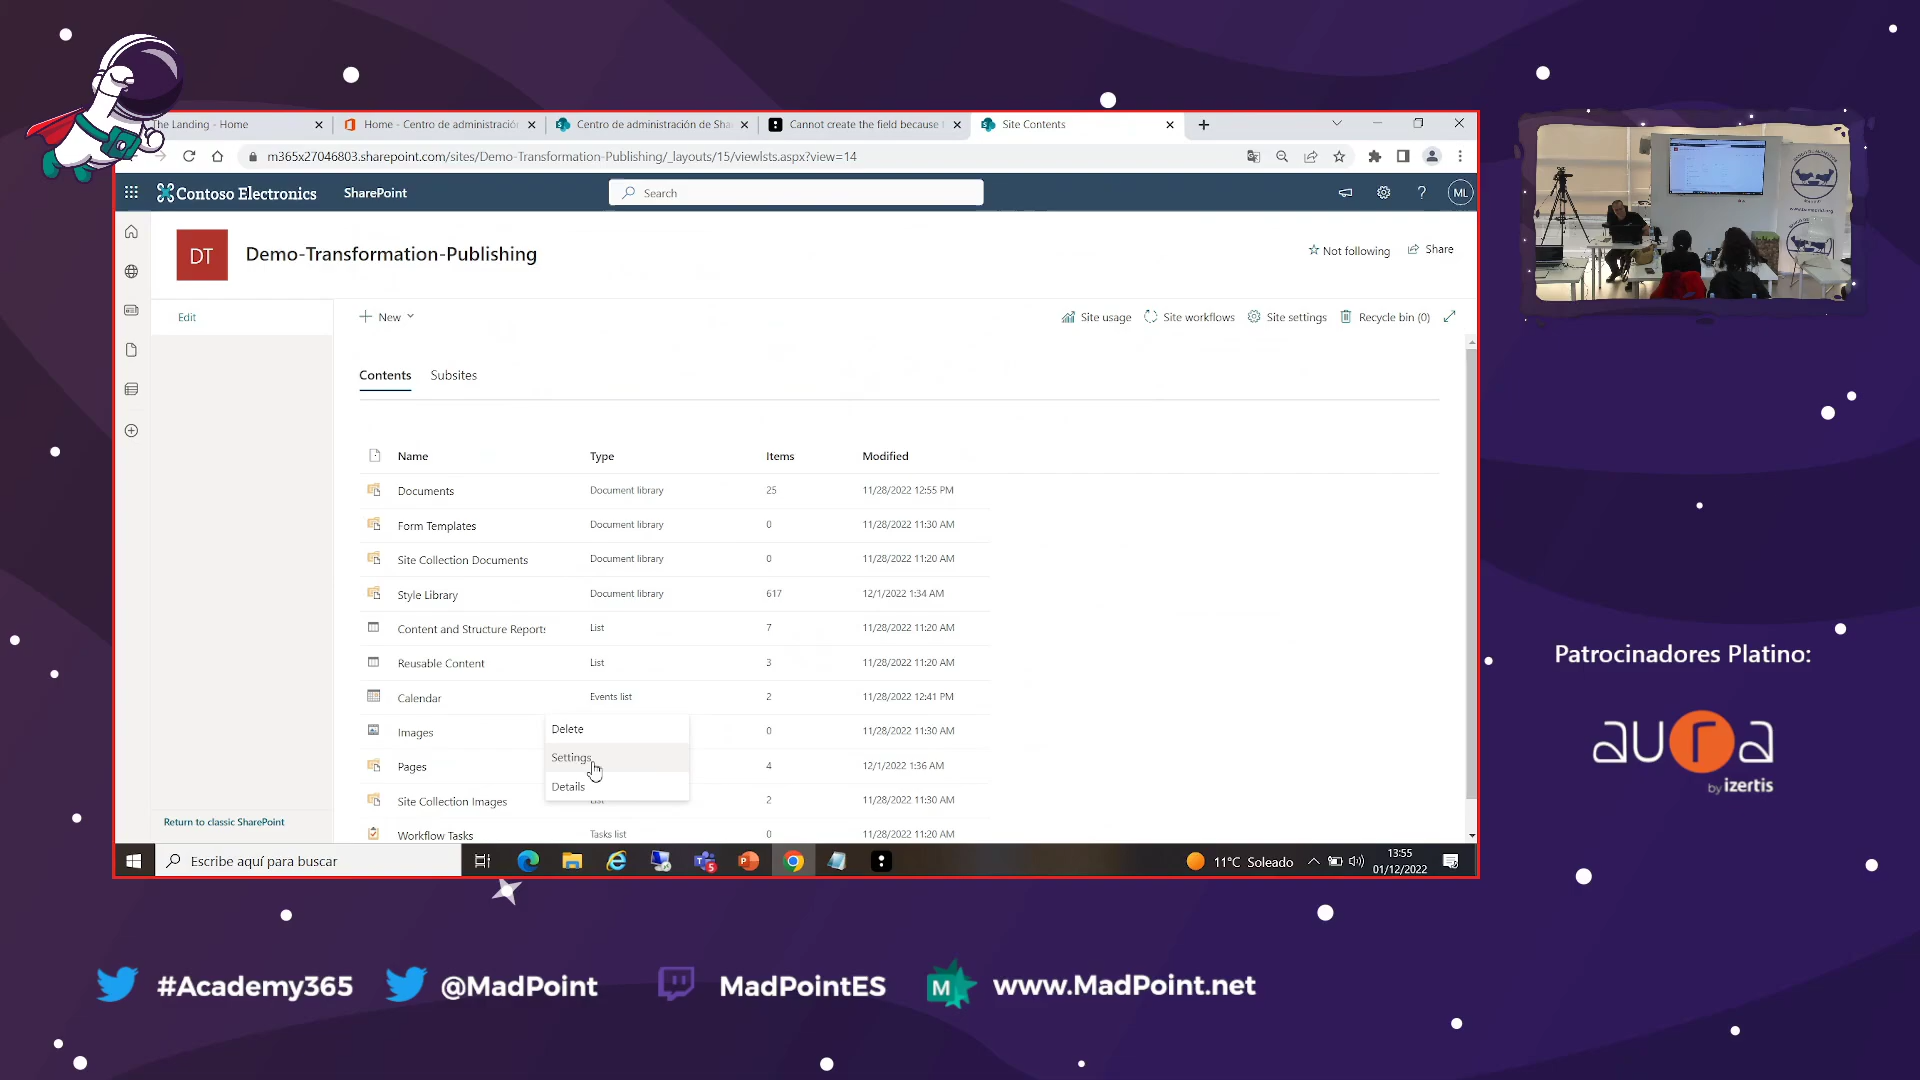 The Landing - Home
Home - Centro de administració
Centro de administración de Sha
Cannot create the field because f
Site Contents
m365x27046803.sharepoint.com/sites/Demo-Transformation-Publishing/_layouts/15/viewlsts.aspx?view=14
Contoso Electronics
SharePoint
Search
ML
DT
Demo-Transformation-Publishing
Not following
Share
Edit
New
Site usage
Site workflows
Site settings
Recycle bin (0)
Contents
Subsites
Name Type Items Modified
Documents Document library 25 11/28/2022 12:55 PM
Form Templates Document library 0 11/28/2022 11:30 AM
Site Collection Documents Document library 0 11/28/2022 11:20 AM
Style Library Document library 617 12/1/2022 1:34 AM
Content and Structure Reports List 7 11/28/2022 11:20 AM
Reusable Content List 3 11/28/2022 11:20 AM
Calendar Events list 2 11/28/2022 12:41 PM
Images 0 11/28/2022 11:30 AM
Pages 4 12/1/2022 1:36 AM
Site Collection Images 2 11/28/2022 11:30 AM
Workflow Tasks Tasks list 0 11/28/2022 11:20 AM
Delete
Settings
Details
Return to classic SharePoint
Escribe aquí para buscar
11°C Soleado
13:55
01/12/2022
Patrocinadores Platino:
aura
by izertis
#Academy365
@MadPoint
MadPointES
M
www.MadPoint.net